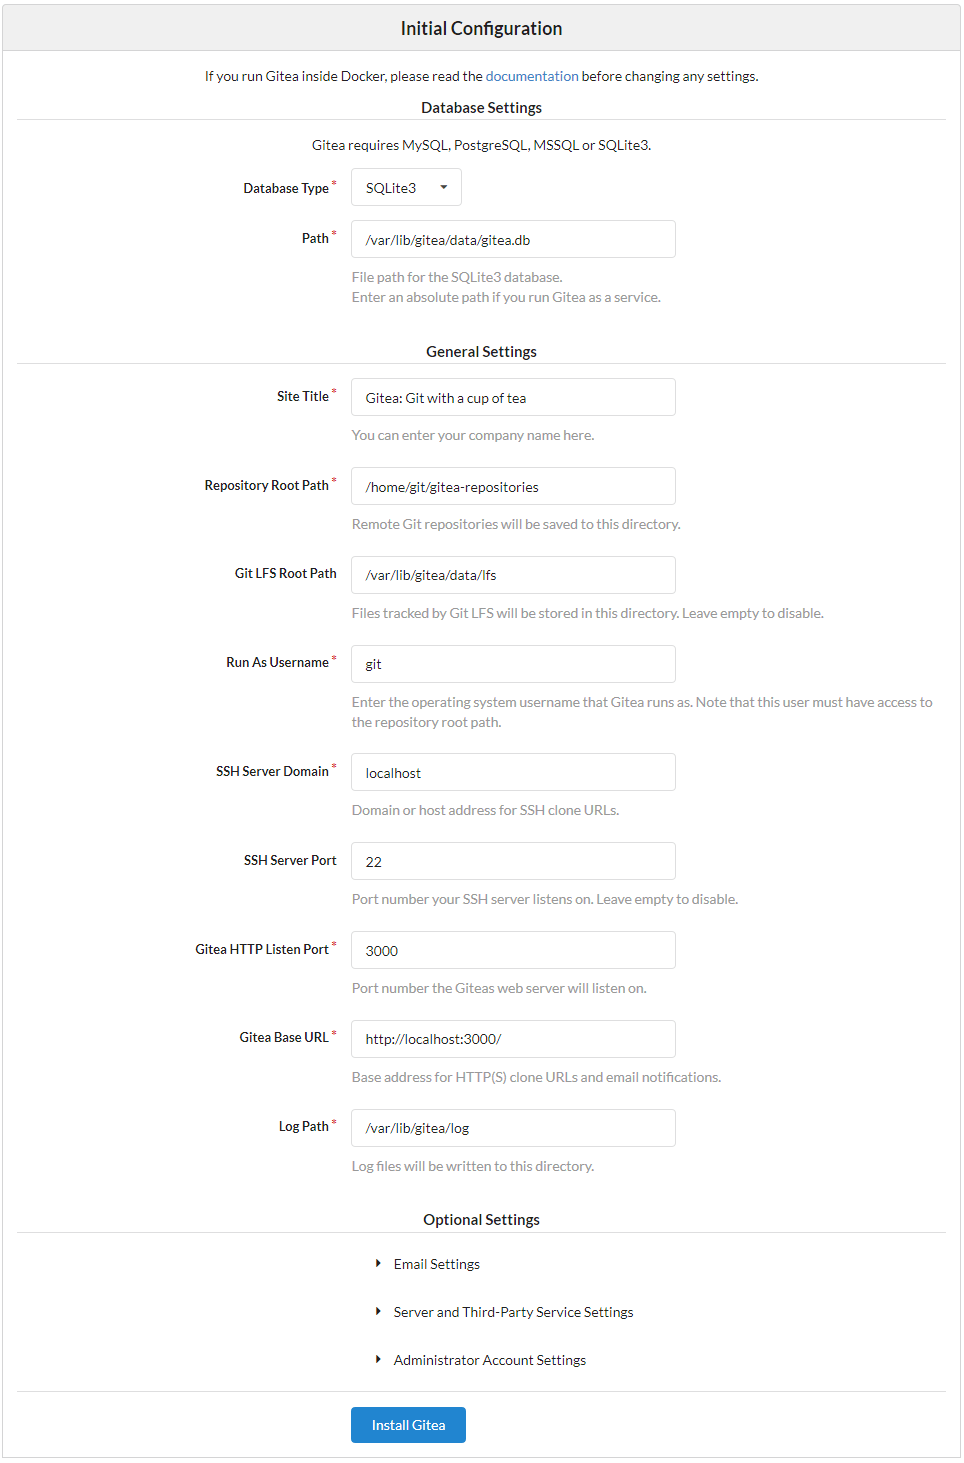 Initial Configuration
If you run Gitea inside Docker, please read the documentation before changing any settings.
Database Settings
Gitea requires MySQL, PostgreSQL, MSSQL or SQLite3.
Database Type*
SQLite3
Path*
/var/lib/gitea/data/gitea.db
File path for the SQLite3 database.
Enter an absolute path if you run Gitea as a service.
General Settings
Site Title*
Gitea: Git with a cup of tea
You can enter your company name here.
Repository Root Path*
/home/git/gitea-repositories
Remote Git repositories will be saved to this directory.
Git LFS Root Path
/var/lib/gitea/data/lfs
Files tracked by Git LFS will be stored in this directory. Leave empty to disable.
Run As Username*
git
Enter the operating system username that Gitea runs as. Note that this user must have access to
the repository root path.
SSH Server Domain*
localhost
Domain or host address for SSH clone URLs.
SSH Server Port
22
Port number your SSH server listens on. Leave empty to disable.
Gitea HTTP Listen Port*
3000
Port number the Giteas web server will listen on.
Gitea Base URL*
http://localhost:3000/
Base address for HTTP(S) clone URLs and email notifications.
Log Path*
/var/lib/gitea/log
Log files will be written to this directory.
Optional Settings
Email Settings
Server and Third-Party Service Settings
Administrator Account Settings
Install Gitea